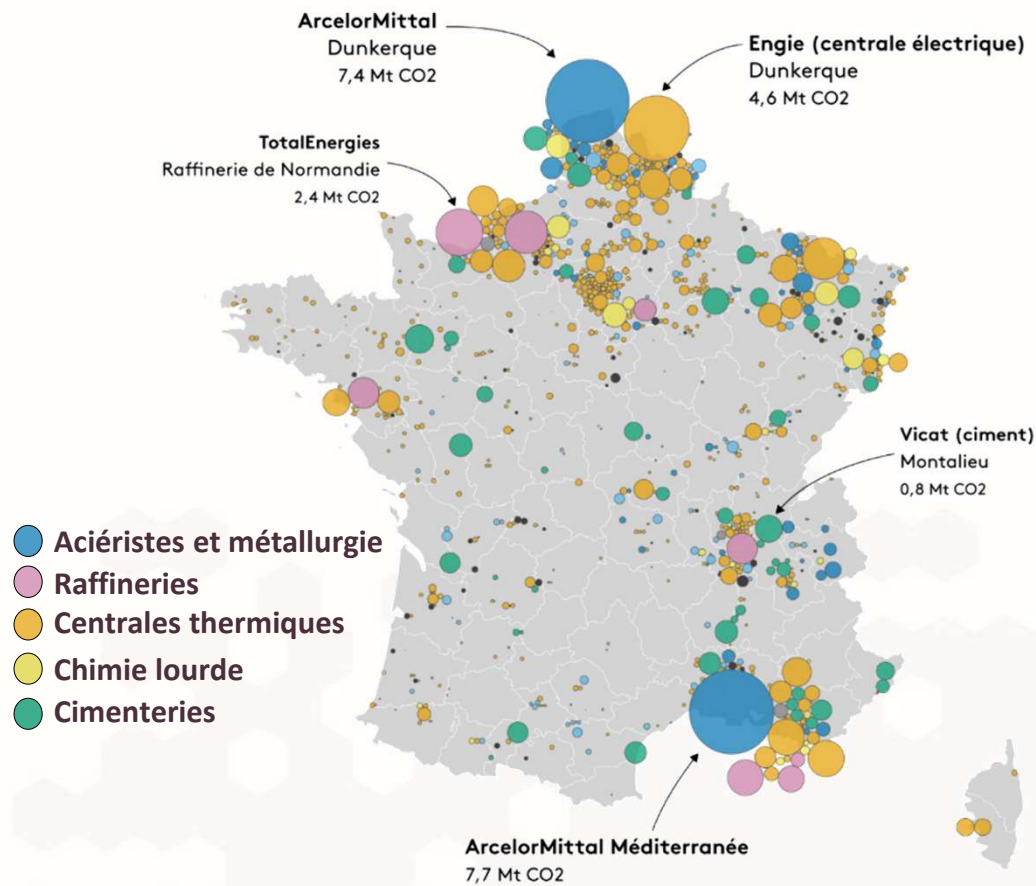 ArcelorMittal
Dunkerque
7,4 Mt CO2
Engie (centrale électrique)
Dunkerque
4,6 Mt CO2
TotalEnergies
Raffinerie de Normandie
2,4 Mt CO2
Vicat (ciment)
Montalieu
0,8 Mt CO2
Aciéristes et métallurgie
Raffineries
Centrales thermiques
Chimie lourde
Cimenteries
ArcelorMittal Méditerranée
7,7 Mt CO2